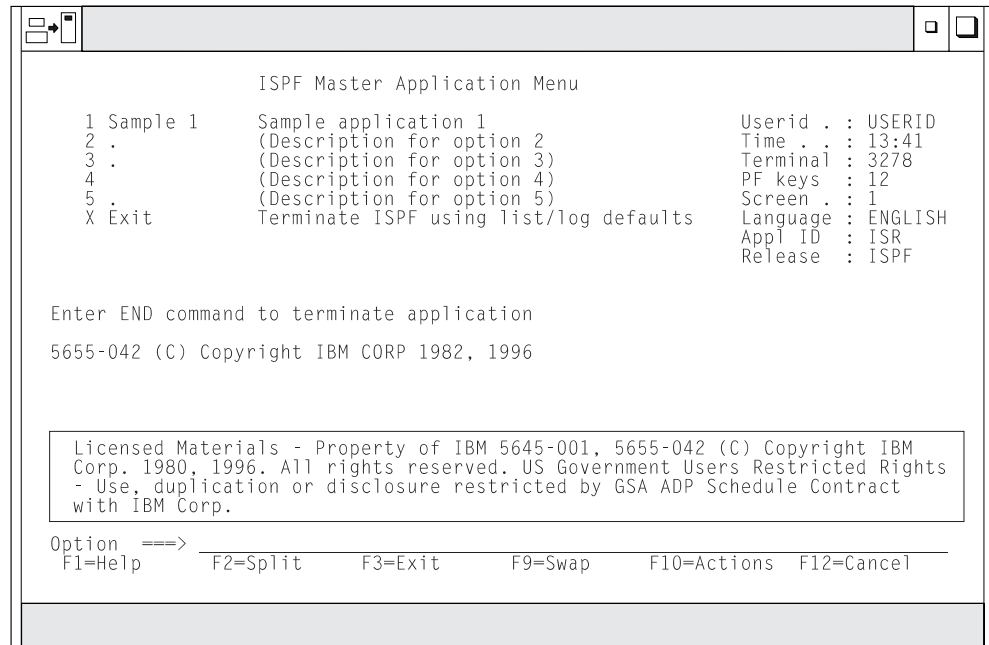 ISPF Master Application Menu
1 Sample 1 Sample application 1 Userid . : USERID
2 . (Description for option 2 Time . . : 13:41
3 . (Description for option 3) Terminal : 3278
4 (Description for option 4) PF keys : 12
5 . (Description for option 5) Screen . : 1
X Exit Terminate ISPF using list/log defaults Language : ENGLISH
Appl ID : ISR
Release : ISPF
Enter END command to terminate application
5655-042 (C) Copyright IBM CORP 1982, 1996
Licensed Materials - Property of IBM 5645-001, 5655-042 (C) Copyright IBM
Corp. 1980, 1996. All rights reserved. US Government Users Restricted Rights
- Use, duplication or disclosure restricted by GSA ADP Schedule Contract
with IBM Corp.
Option ===>
F1=Help F2=Split F3=Exit F9=Swap F10=Actions F12=Cancel